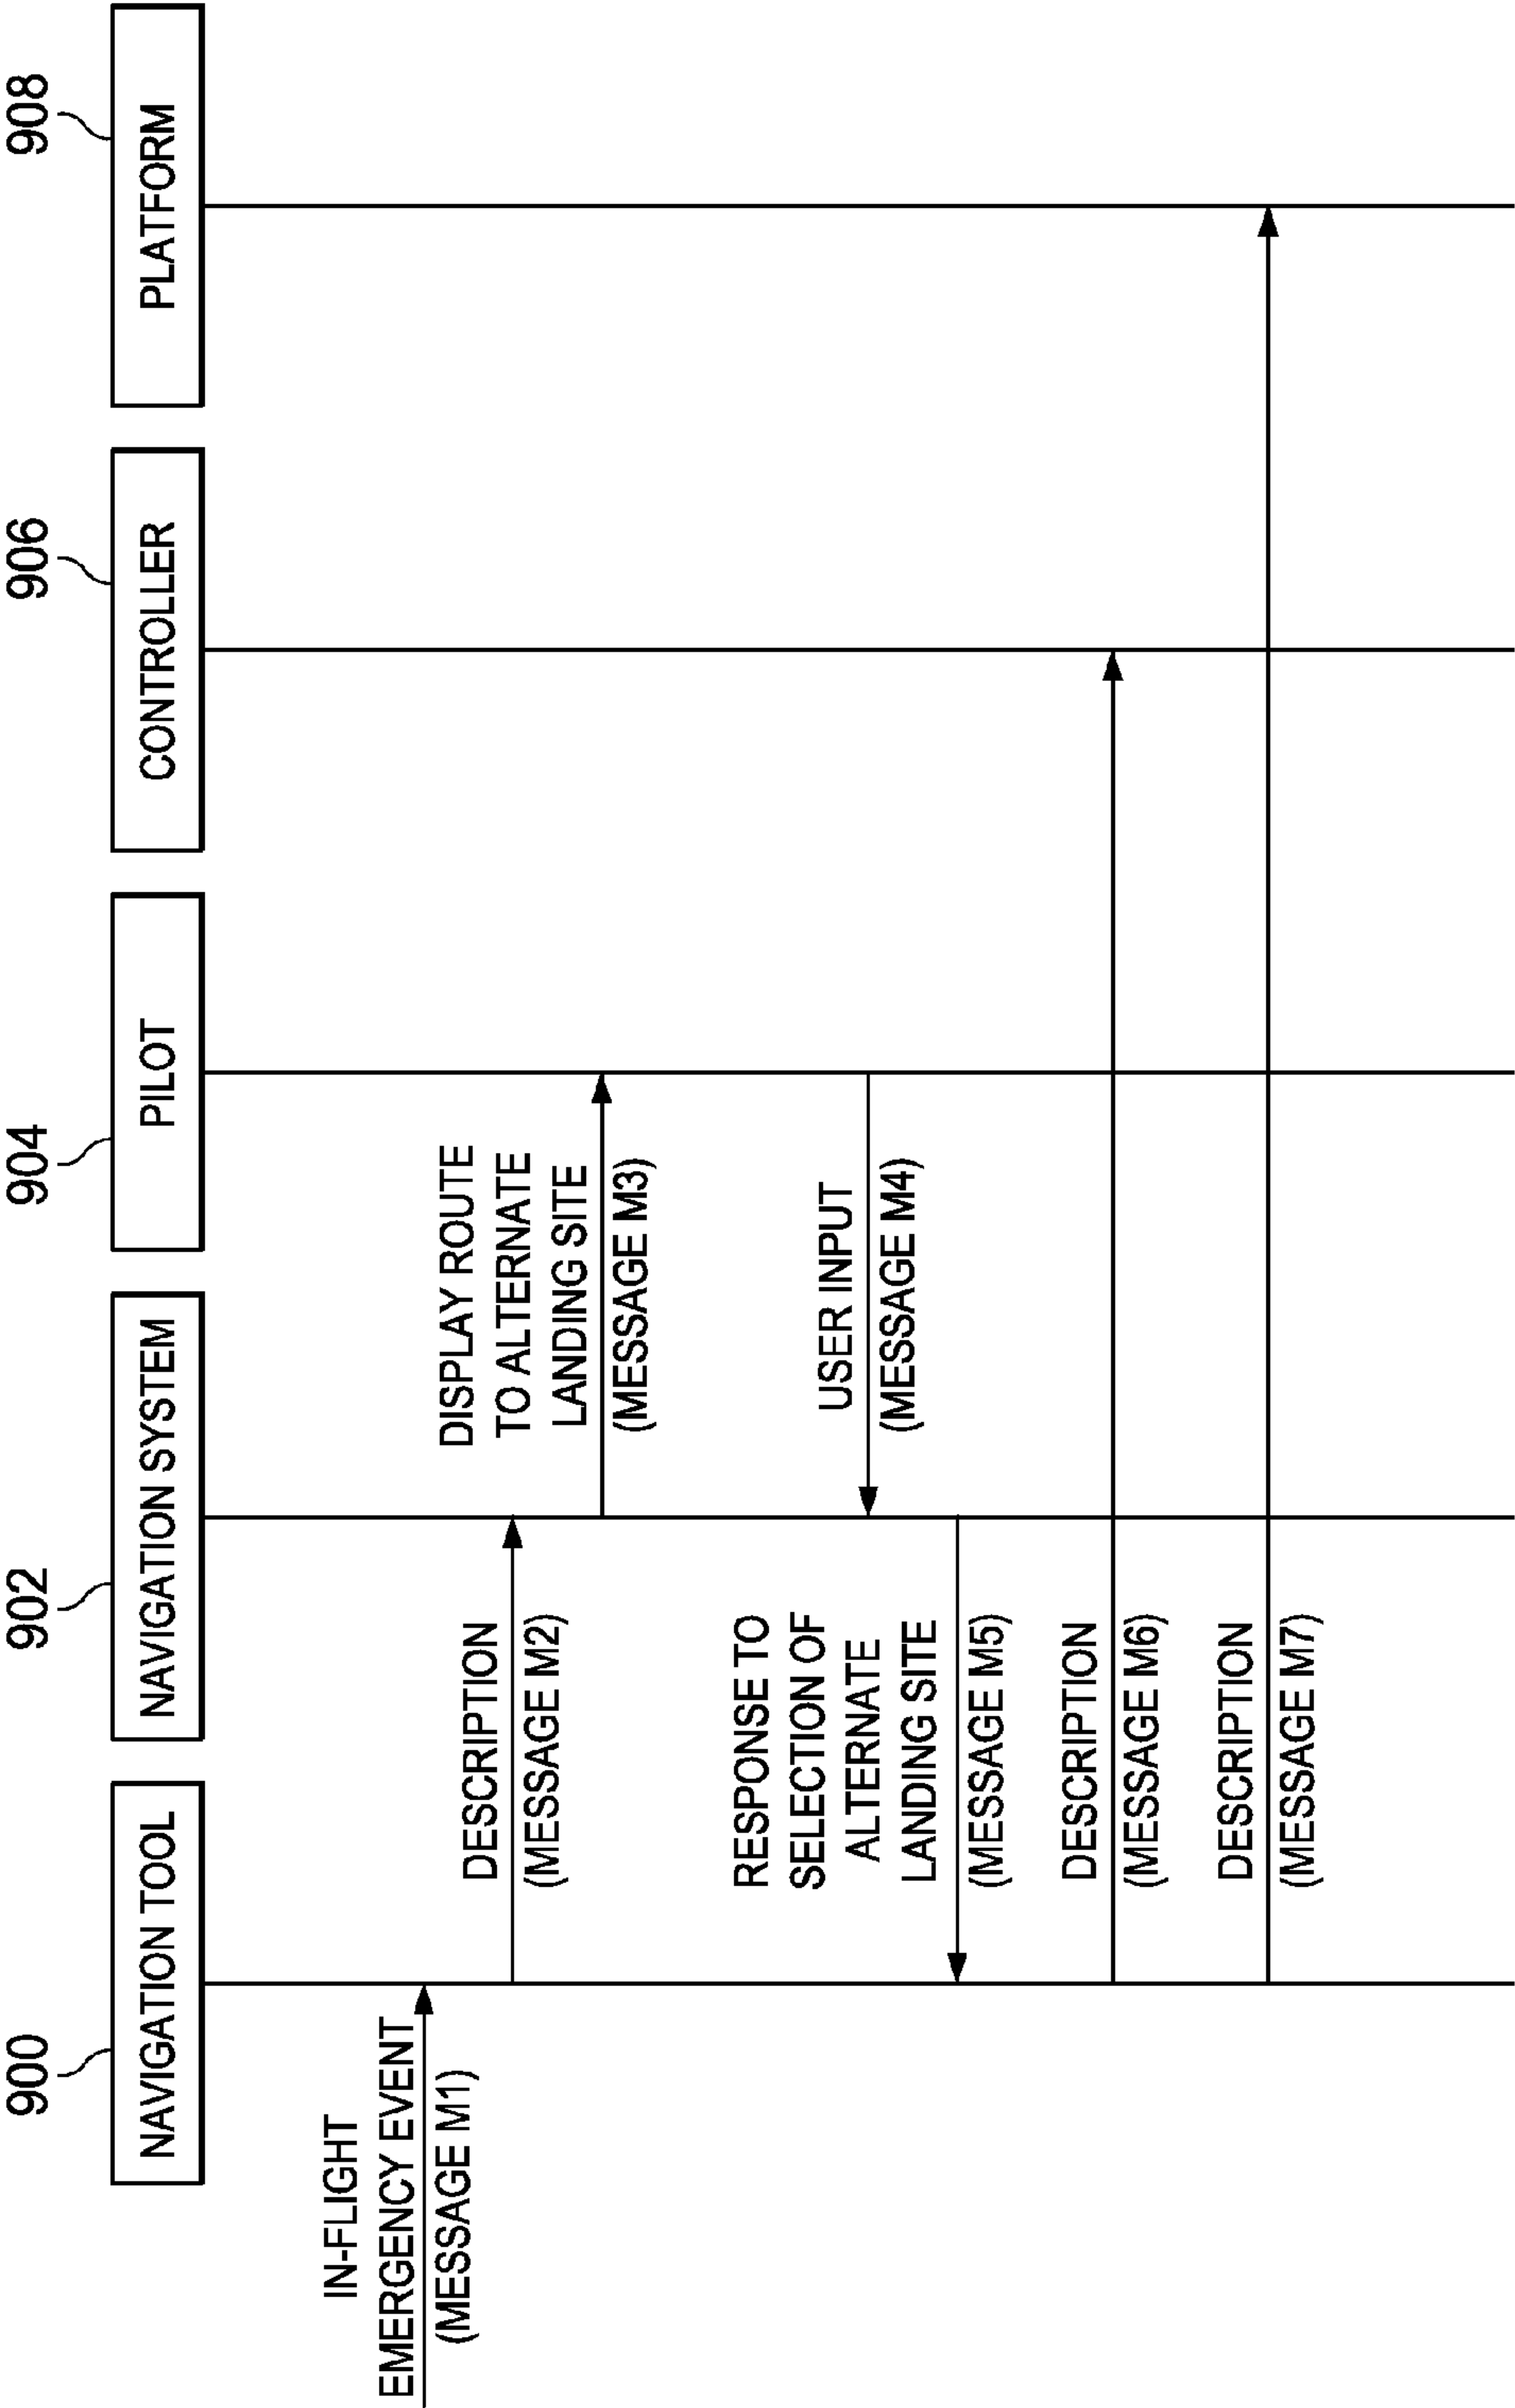 900
902
904
906
908
NAVIGATION TOOL
NAVIGATION SYSTEM
PILOT
CONTROLLER
PLATFORM
IN-FLIGHT
EMERGENCY EVENT
(MESSAGE M1)
DESCRIPTION
(MESSAGE M2)
DISPLAY ROUTE
TO ALTERNATE
LANDING SITE
(MESSAGE M3)
USER INPUT
(MESSAGE M4)
RESPONSE TO
SELECTION OF
ALTERNATE
LANDING SITE
(MESSAGE M5)
DESCRIPTION
(MESSAGE M6)
DESCRIPTION
(MESSAGE M7)